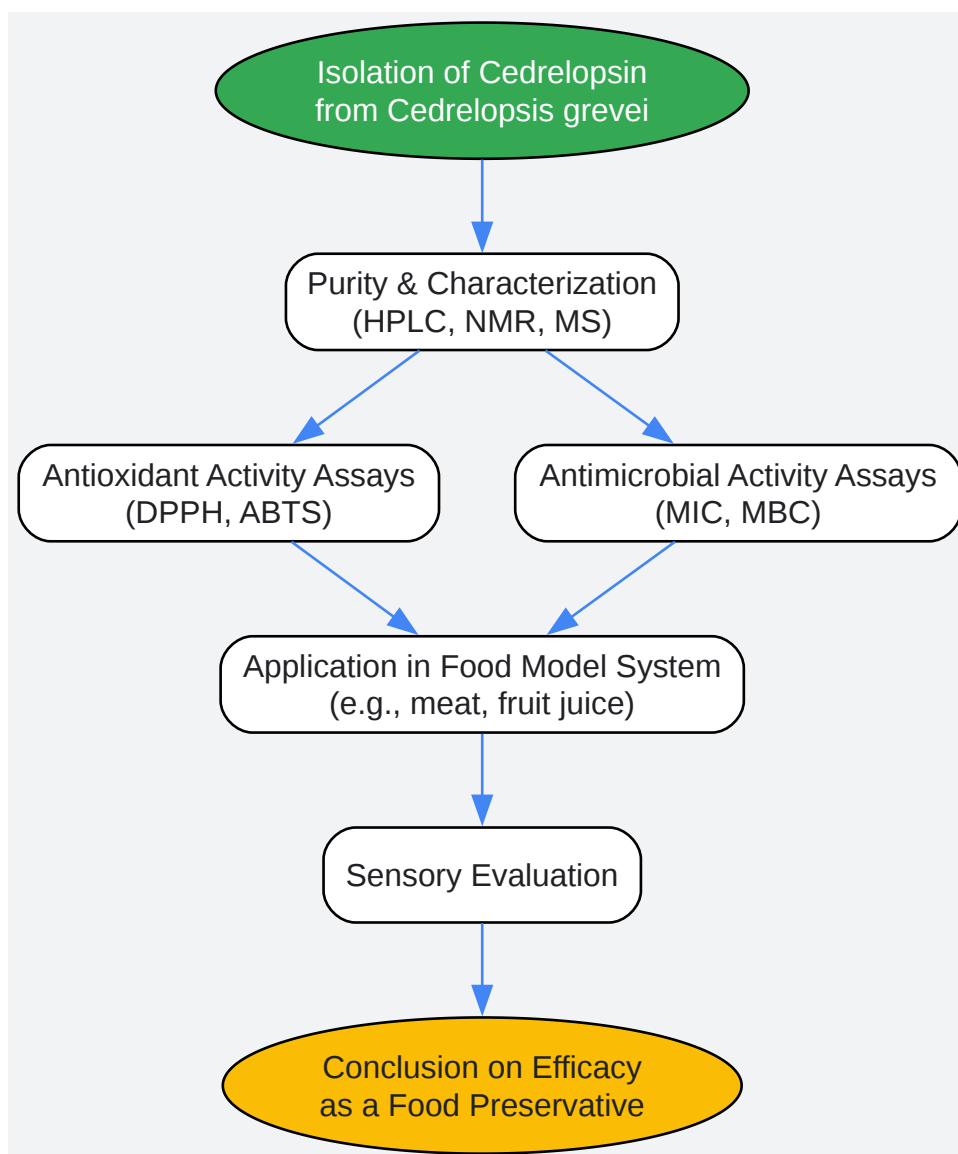 Isolation of Cedrelopsin
from Cedrelopsis grevei
Purity & Characterization
(HPLC, NMR, MS)
Antioxidant Activity Assays
(DPPH, ABTS)
Antimicrobial Activity Assays
(MIC, MBC)
Application in Food Model System
(e.g., meat, fruit juice)
Sensory Evaluation
Conclusion on Efficacy
as a Food Preservative